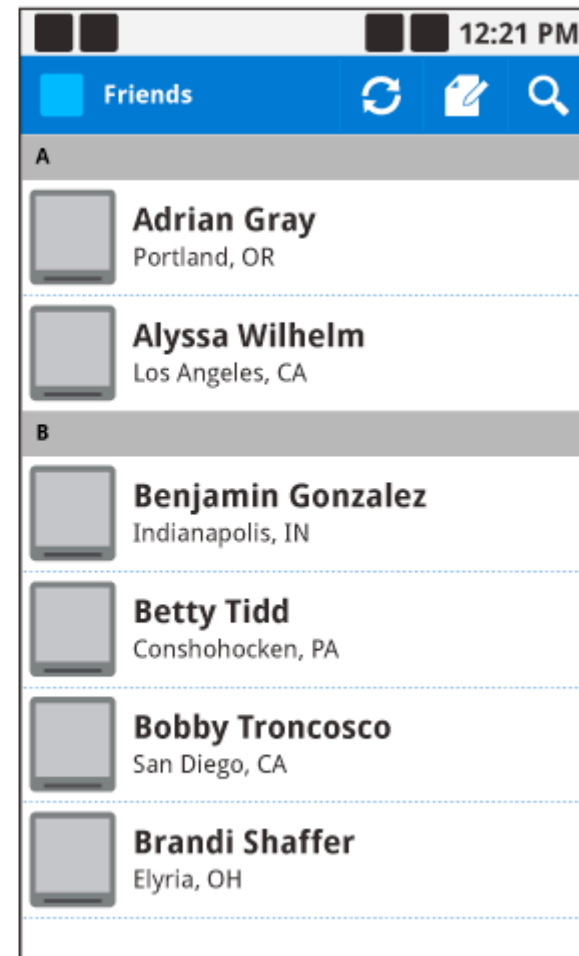 12:21 PM
Friends
A
Adrian Gray
Portland, OR
Alyssa Wilhelm
Los Angeles, CA
B
Benjamin Gonzalez
Indianapolis, IN
Betty Tidd
Conshohocken, PA
Bobby Troncosco
San Diego, CA
Brandi Shaffer
Elyria, OH